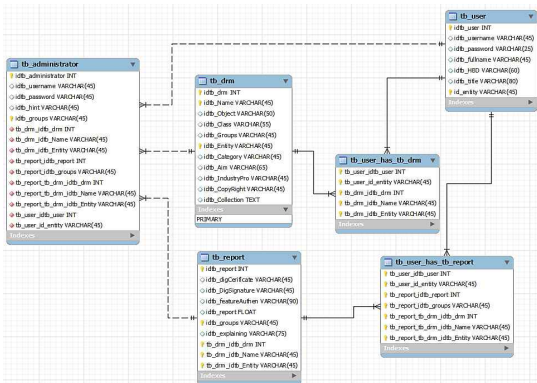 tb_user
idtb_user INT
idtb_username VARCHAR(45)
idtb_password VARCHAR(25)
idtb_fullname VARCHAR(45)
idtb_HBD VARCHAR(60)
idtb_title VARCHAR(80)
id_entity VARCHAR(45)
Indexes
tb_administrator
idtb_administrator INT
idtb_username VARCHAR(45)
idtb_password VARCHAR(45)
idtb_hint VARCHAR(45)
idtb_groups VARCHAR(45)
tb_drm_idtb_drm INT
tb_drm_idtb_Name VARCHAR(45)
tb_drm_idtb_Entity VARCHAR(45)
tb_report_idtb_report INT
tb_report_idtb_groups VARCHAR(45)
tb_report_tb_drm_idtb_drm INT
tb_report_tb_drm_idtb_Name VARCHAR(45)
tb_report_tb_drm_idtb_Entity VARCHAR(45)
tb_user_idtb_user INT
tb_user_id_entity VARCHAR(45)
Indexes
tb_drm
idtb_drm INT
idtb_Name VARCHAR(45)
idtb_Object VARCHAR(50)
idtb_Class VARCHAR(55)
idtb_Groups VARCHAR(45)
idtb_Entity VARCHAR(45)
idtb_Category VARCHAR(45)
idtb_Aim VARCHAR(65)
idtb_IndustryPro VARCHAR(45)
idtb_CopyRight VARCHAR(45)
idtb_Collection TEXT
Indexes
PRIMARY
tb_user_has_tb_drm
tb_user_idtb_user INT
tb_user_id_entity VARCHAR(45)
tb_drm_idtb_drm INT
tb_drm_idtb_Name VARCHAR(45)
tb_drm_idtb_Entity VARCHAR(45)
Indexes
tb_report
idtb_report INT
idtb_digCerificate VARCHAR(45)
idtb_DigSignature VARCHAR(45)
idtb_featureAuthen VARCHAR(90)
idtb_report FLOAT
idtb_groups VARCHAR(45)
idtb_explaining VARCHAR(75)
tb_drm_idtb_drm INT
tb_drm_idtb_Name VARCHAR(45)
tb_drm_idtb_Entity VARCHAR(45)
Indexes
tb_user_has_tb_report
tb_user_idtb_user INT
tb_user_id_entity VARCHAR(45)
tb_report_idtb_report INT
tb_report_idtb_groups VARCHAR(45)
tb_report_tb_drm_idtb_drm INT
tb_report_tb_drm_idtb_Name VARCHAR(45)
tb_report_tb_drm_idtb_Entity VARCHAR(45)
Indexes